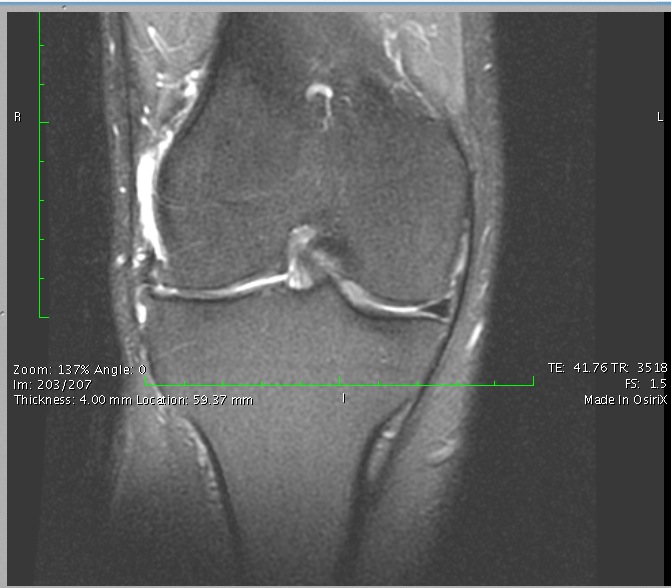 R
L
Zoom: 137% Angle: 0
Im: 203/207
Thickness: 4.00 mm Location: 59.37 mm
I
TE: 41.76 TR: 3518
FS: 1.5
Made In OsiriX